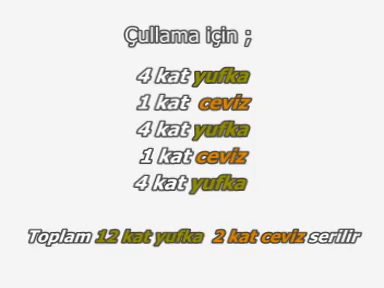 Çullama için ;
4 kat yufka
1 kat ceviz
4 kat yufka
1 kat ceviz
4 kat yufka
Toplam 12 kat yufka 2 kat ceviz serilir